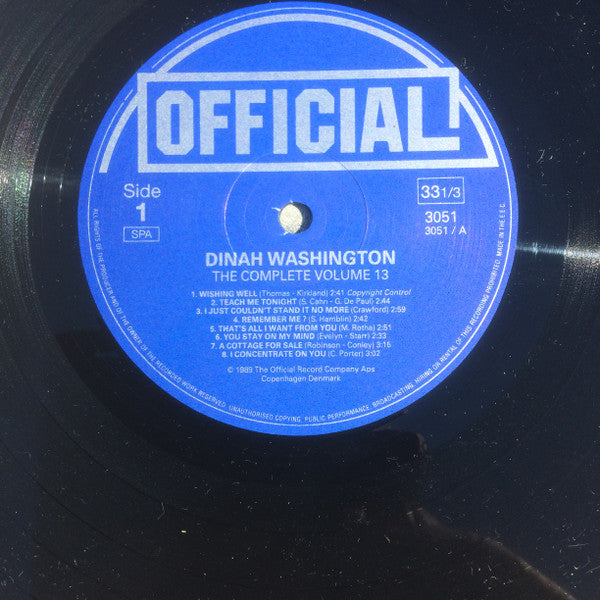 OFFICIAL
Side
1
SPA
33 1/3
3051
3051 / A
DINAH WASHINGTON
THE COMPLETE VOLUME 13
1. WISHING WELL (Thomas - Kirkland) 2:41 Copyright Control
2. TEACH ME TONIGHT (S. Cahn - G. De Paul) 2:44
3. I JUST COULDN'T STAND IT NO MORE (Crawford) 2:59
4. REMEMBER ME ? (S. Hamblin) 2:42
5. THAT'S ALL I WANT FROM YOU (M. Rotha) 2:21
6. YOU STAY ON MY MIND (Evelyn - Starr) 2:33
7. A COTTAGE FOR SALE (Robinson - Conley) 3:15
8. I CONCENTRATE ON YOU (C. Porter) 3:02
© 1989 The Official Record Company Aps
Copenhagen Denmark
ALL RIGHTS OF THE PRODUCER AND OF THE OWNER OF THE RECORDED WORK RESERVED. UNAUTHORISED COPYING, PUBLIC PERFORMANCE, BROADCASTING, HIRING OR RENTAL OF THIS RECORDING PROHIBITED. MADE IN THE E.E.C.